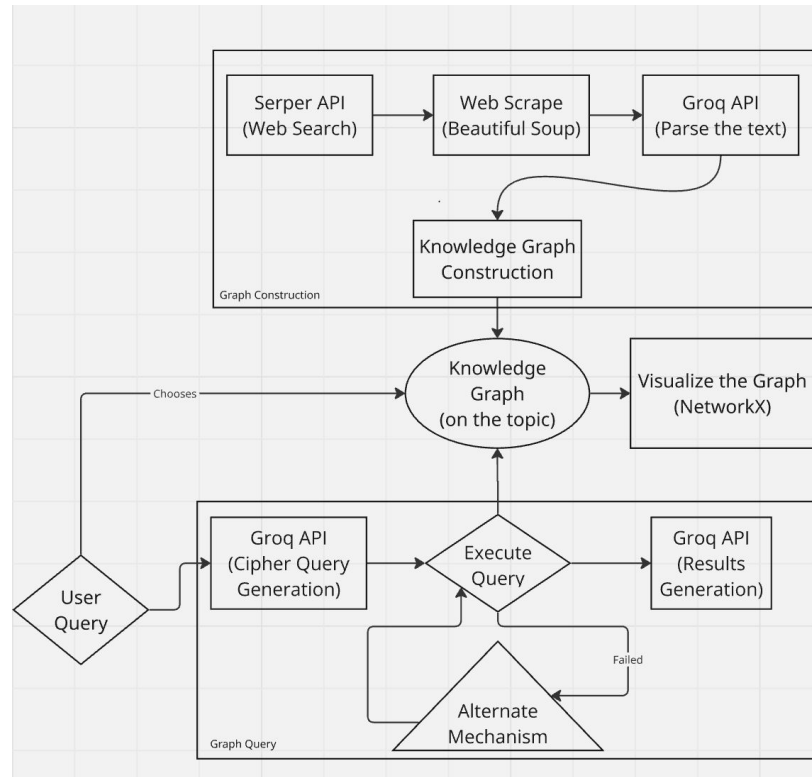 Serper API
(Web Search)
Web Scrape
(Beautiful Soup)
Groq API
(Parse the text)
Knowledge Graph
Construction
Graph Construction
Knowledge
Graph
(on the topic)
Visualize the Graph
(NetworkX)
Chooses
User
Query
Groq API
(Cipher Query
Generation)
Execute
Query
Groq API
(Results
Generation)
Failed
Alternate
Mechanism
Graph Query